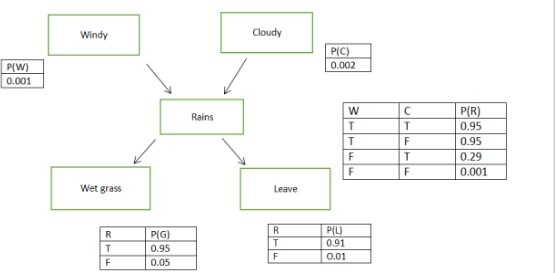 Windy
Cloudy
P(W)
0.001
P(C)
0.002
Rains
W C P(R)
T T 0.95
T F 0.95
F T 0.29
F F 0.001
Wet grass
Leave
R P(G)
T 0.95
F 0.05
R P(L)
T 0.91
F 0.01